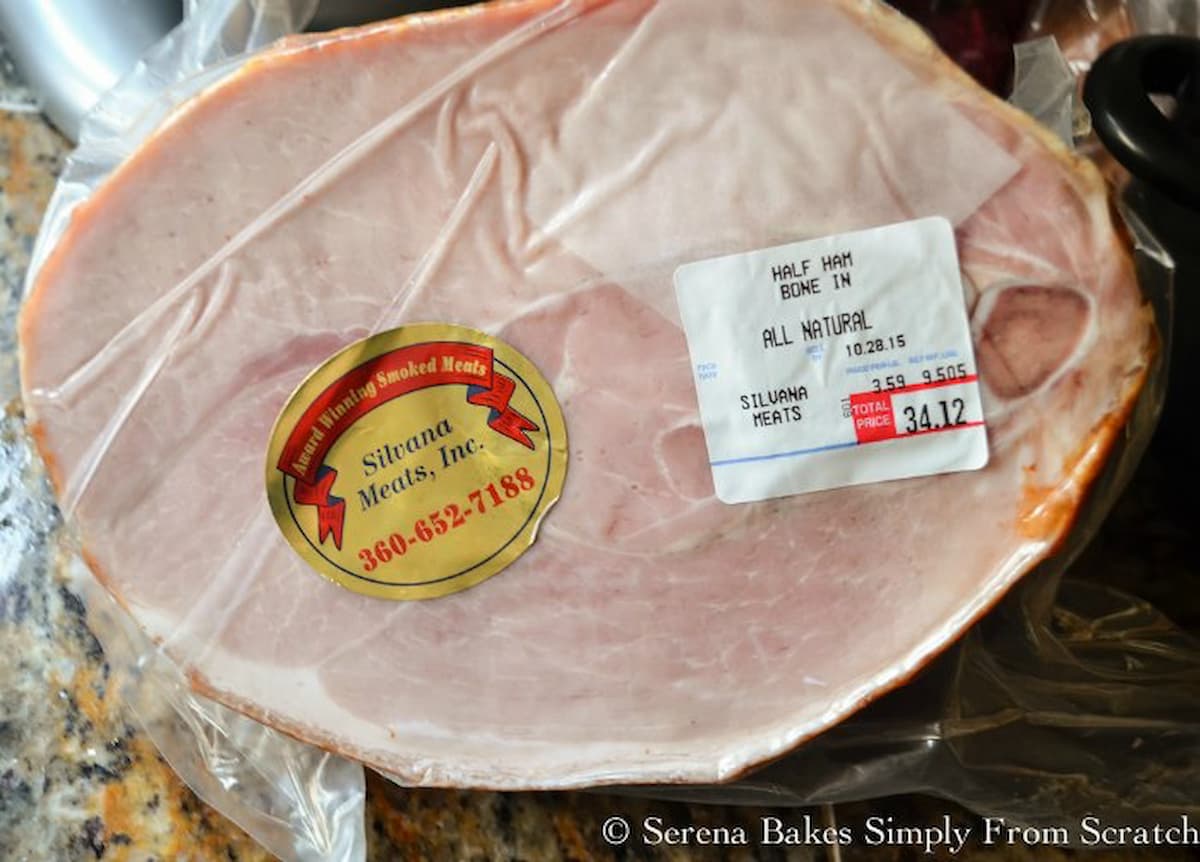 Award Winning Smoked Meats
Silvana
Meats, Inc.
360-652-7188
HALF HAM
BONE IN
ALL NATURAL
10.28.15
3.59 9.505
SILVANA
MEATS
TOTAL
PRICE
34.12
© Serena Bakes Simply From Scratch